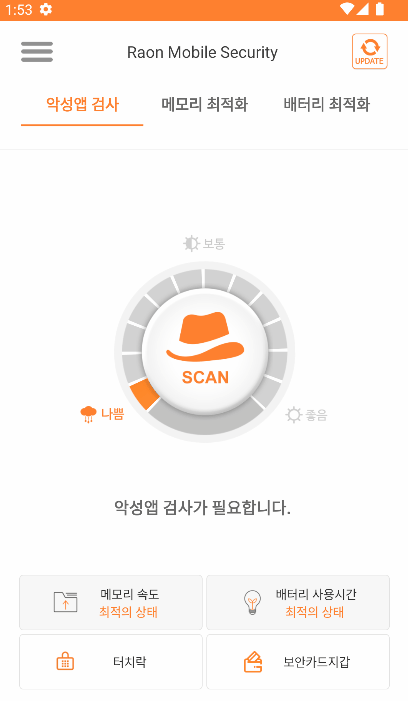 1:53
Raon Mobile Security
UPDATE
악성앱 검사
메모리 최적화
배터리 최적화
보통
SCAN
나쁨
좋음
악성앱 검사가 필요합니다.
메모리 속도
최적의 상태
배터리 사용시간
최적의 상태
터치락
보안카드지갑